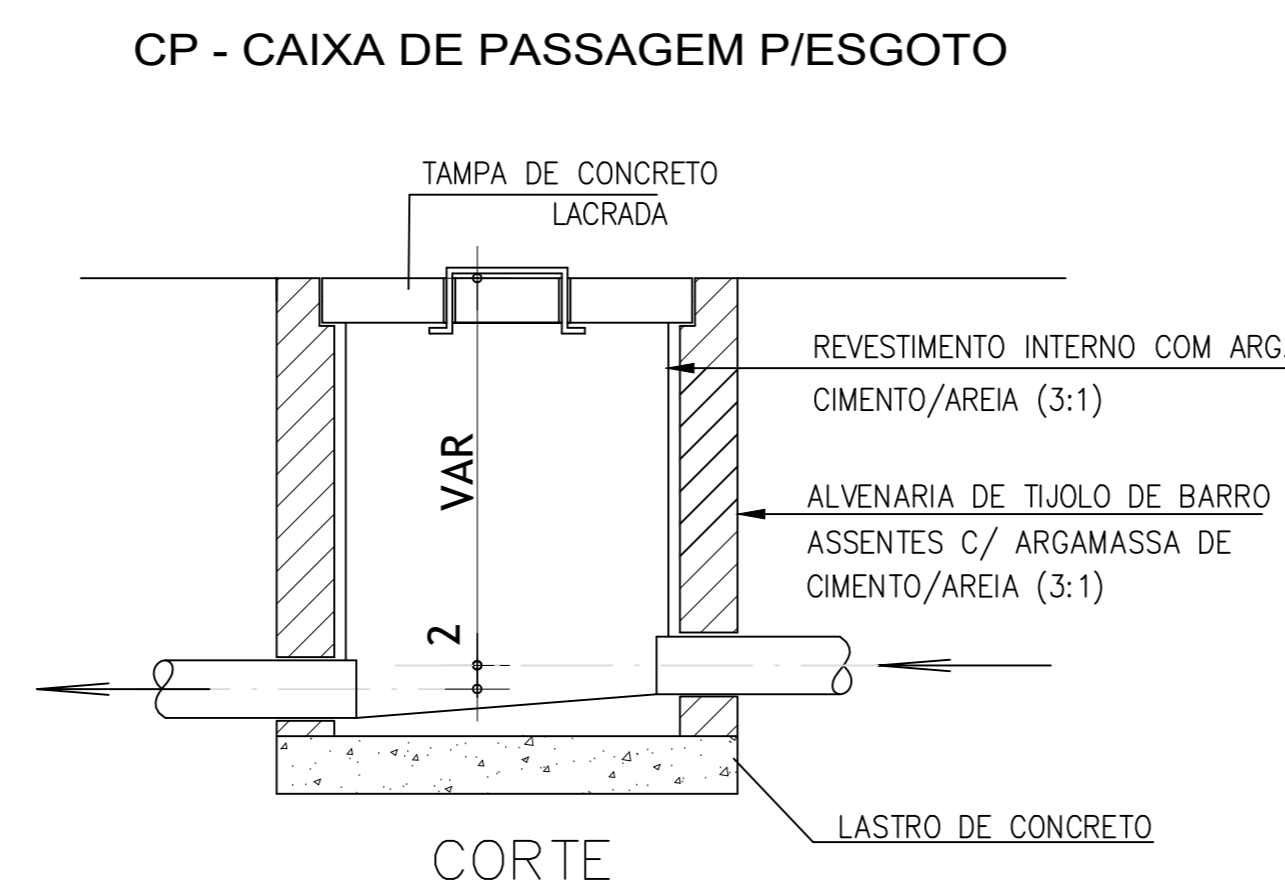 CP - CAIXA DE PASSAGEM P/ESGOTO
TAMPA DE CONCRETO
LACRADA
REVESTIMENTO INTERNO COM ARG.
CIMENTO/AREIA (3:1)
VAR
ALVENARIA DE TIJOLO DE BARRO
ASSENTES C/ ARGAMASSA DE
CIMENTO/AREIA (3:1)
2
LASTRO DE CONCRETO
CORTE